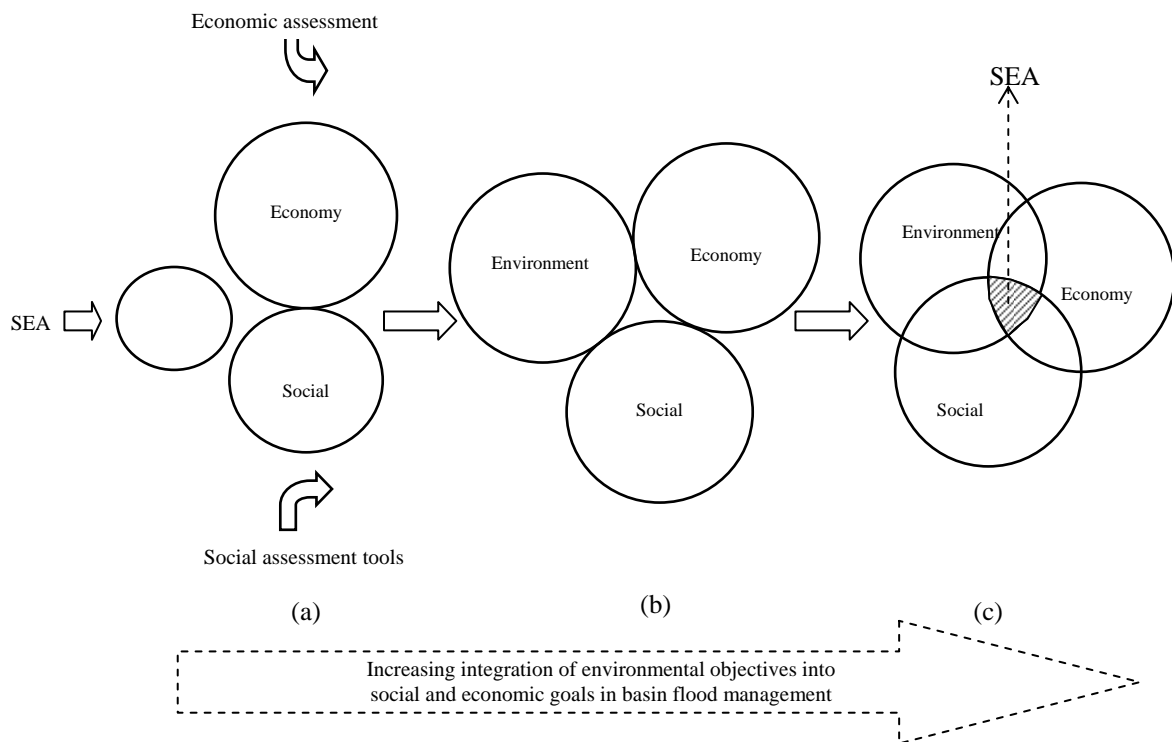 Economic assessment
SEA
Economy
Social
Social assessment tools
(a)
Environment
Economy
Social
(b)
SEA
Environment
Economy
Social
(c)
Increasing integration of environmental objectives into
social and economic goals in basin flood management